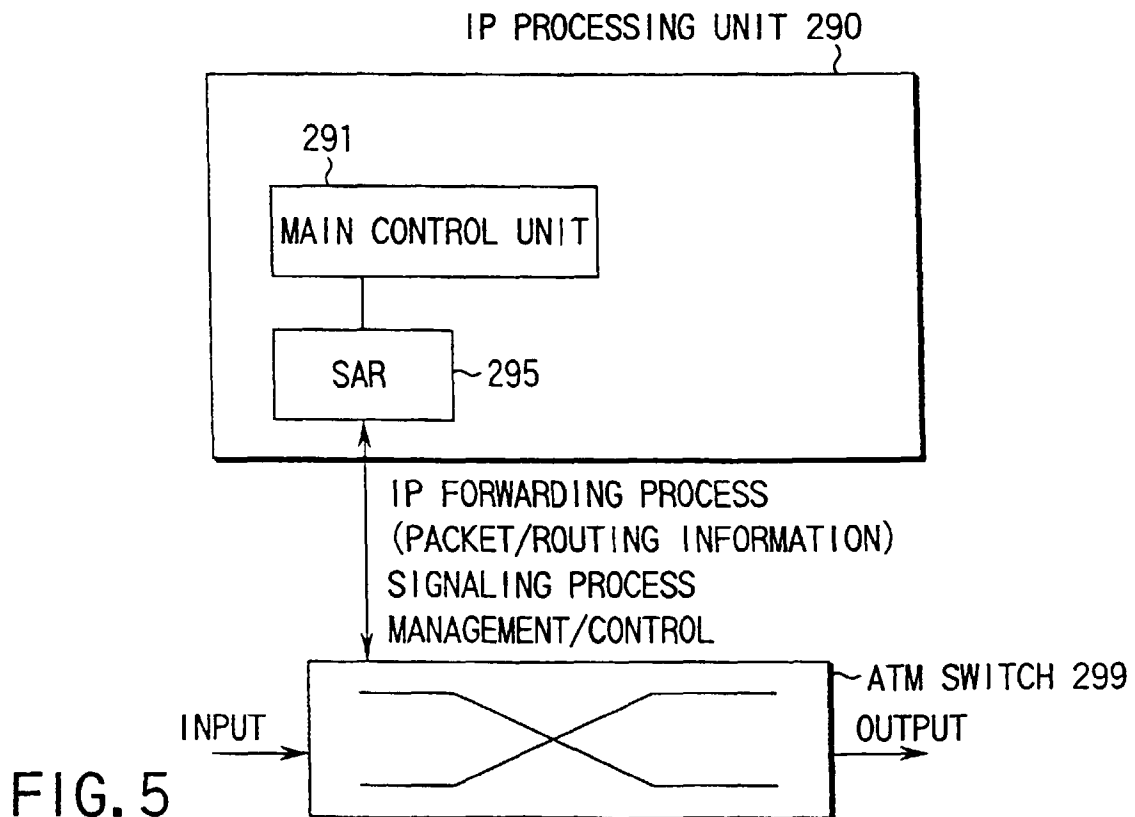 IP PROCESSING UNIT 290
291
MAIN CONTROL UNIT
SAR
295
IP FORWARDING PROCESS
(PACKET/ROUTING INFORMATION)
SIGNALING PROCESS
MANAGEMENT/CONTROL
ATM SWITCH 299
INPUT
OUTPUT
FIG. 5